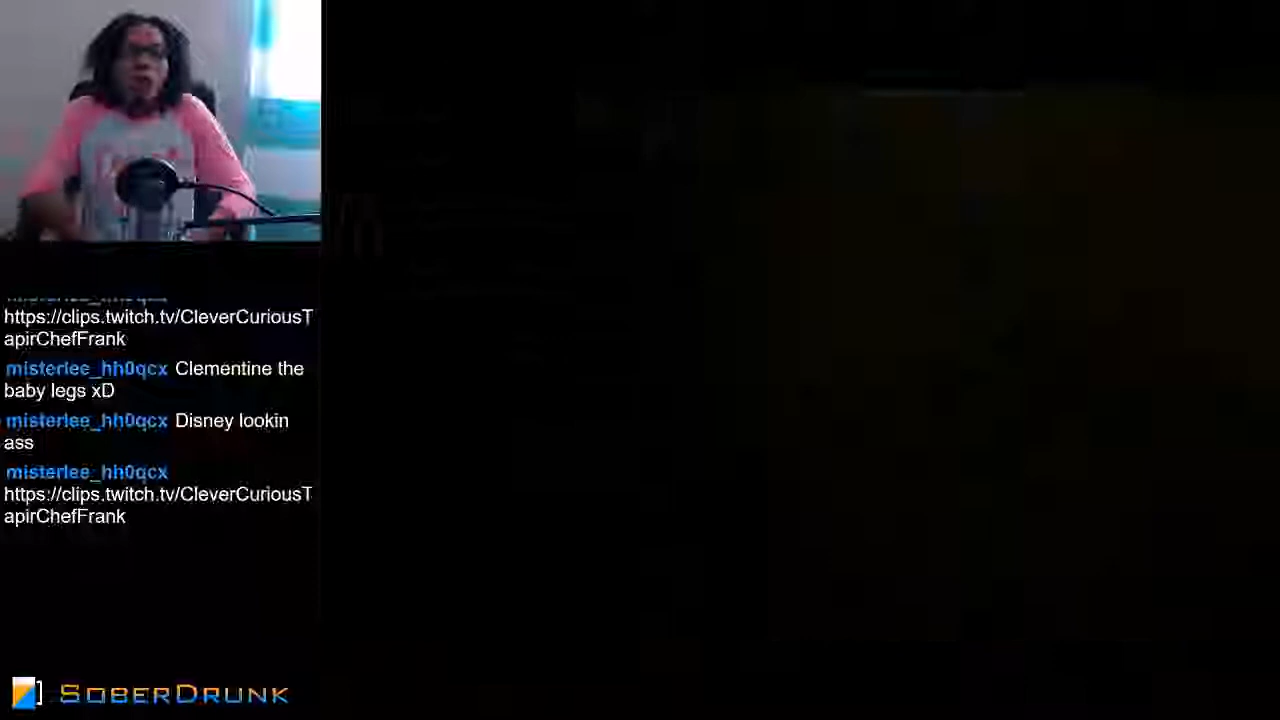 https://clips.twitch.tv/CleverCuriousT
apirChefFrank
misterlee_hh0qcx Clementine the
baby legs xD
misterlee_hh0qcx Disney lookin
ass
misterlee_hh0qcx
https://clips.twitch.tv/CleverCuriousT
apirChefFrank
SOBERDRUNK